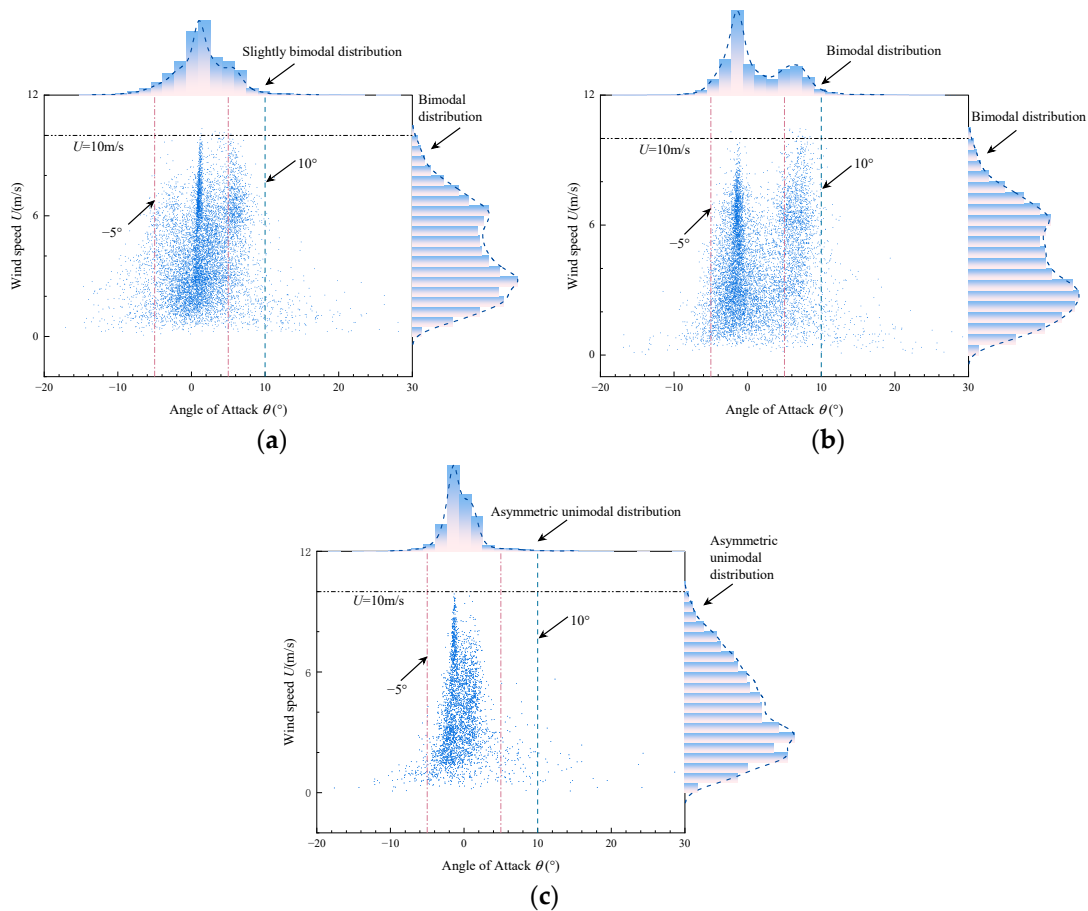 Slightly bimodal distribution
12
Bimodal
distribution
U=10m/s
10°
−5°
6
0
Wind speed U(m/s)
−20
−10
0
10
20
30
Angle of Attack θ(°)
(a)
Bimodal distribution
12
Bimodal distribution
U=10m/s
10°
−5°
6
0
Wind speed U(m/s)
−20
−10
0
10
20
30
Angle of Attack θ(°)
(b)
Asymmetric unimodal distribution
12
Asymmetric
unimodal
distribution
U=10m/s
10°
−5°
6
0
Wind speed U(m/s)
−20
−10
0
10
20
30
Angle of Attack θ(°)
(c)